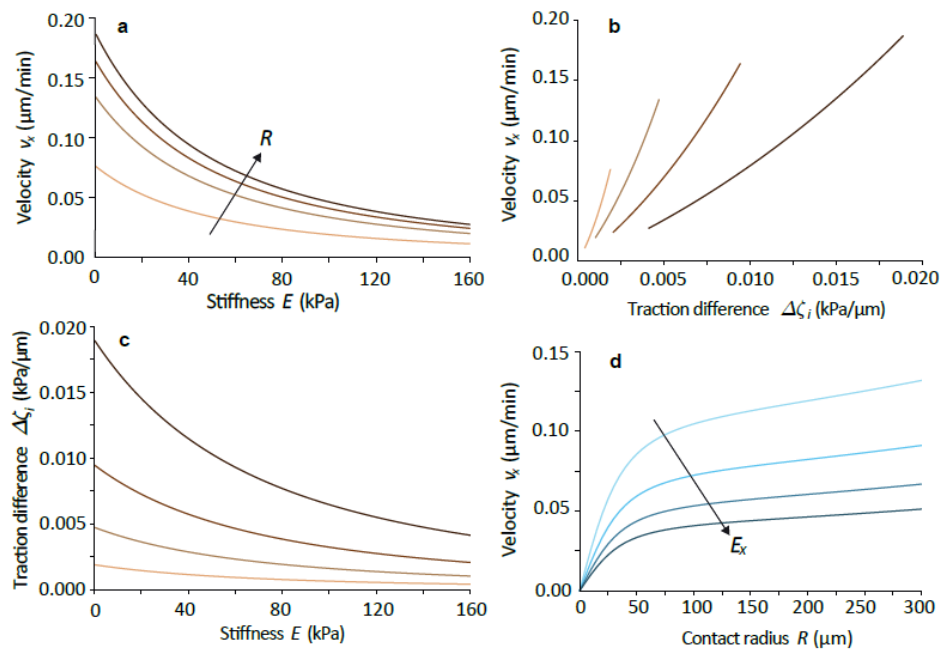 a
0.20
0.15
0.10
0.05
0.00
Velocity vₓ (μm/min)
R
0 40 80 120 160
Stiffness E (kPa)
b
0.20
0.15
0.10
0.05
0.00
Velocity vₓ (μm/min)
0.000 0.005 0.010 0.015 0.020
Traction difference Δζᵢ (kPa/μm)
c
0.020
0.015
0.010
0.005
0.000
Traction difference Δζᵢ (kPa/μm)
0 40 80 120 160
Stiffness E (kPa)
d
0.15
0.10
0.05
0.00
Velocity vₓ (μm/min)
Eₓ
0 50 100 150 200 250 300
Contact radius R (μm)